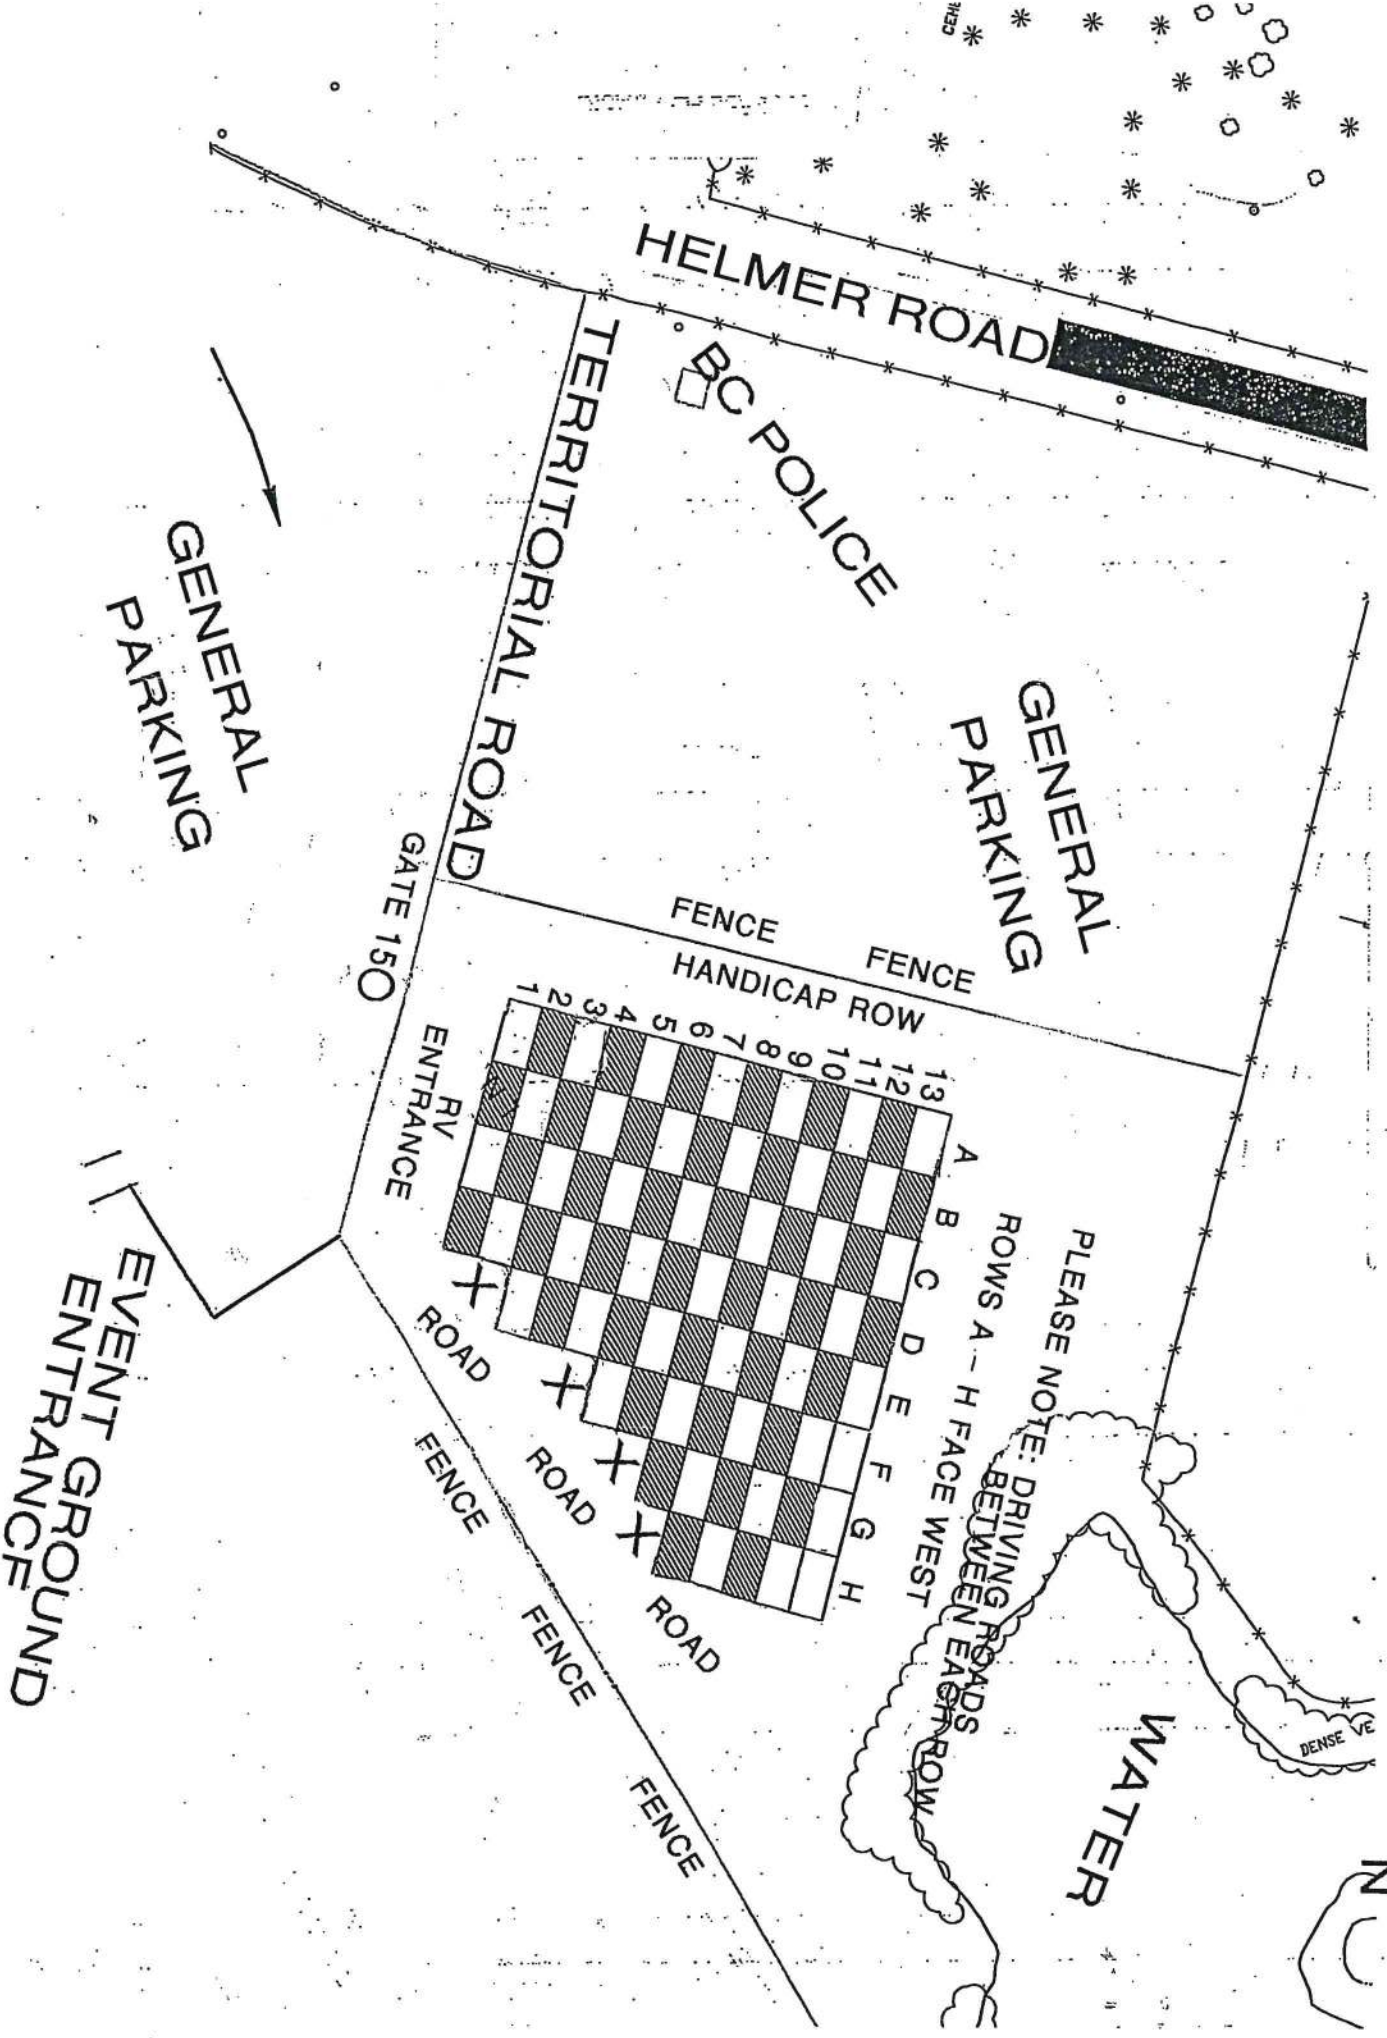 CEHE
HELMER ROAD
BC POLICE
TERRITORIAL ROAD
GENERAL
PARKING
GENERAL
PARKING
GATE 15
FENCE
FENCE
HANDICAP ROW
1 2 3 4 5 6 7 8 9 10 11 12 13
RV
ENTRANCE
A B C D E F G H
ROWS A - H FACE WEST
PLEASE NOTE: DRIVING ROADS
BETWEEN EACH ROW
X
ROAD
X
ROAD
X
X
ROAD
FENCE
FENCE
FENCE
EVENT GROUND
ENTRANCE
WATER
DENSE VE
N